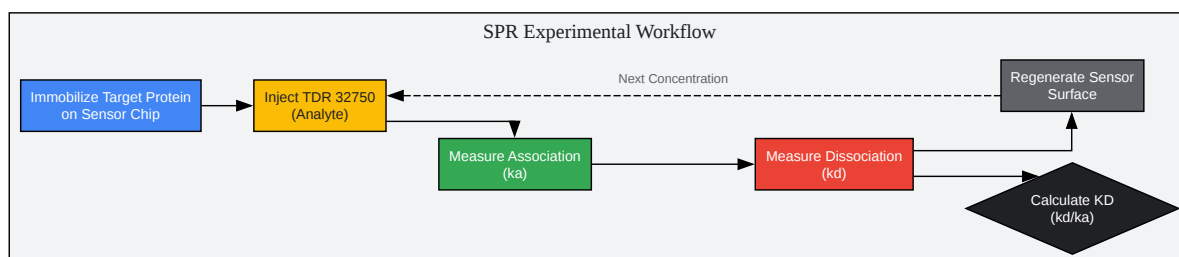 SPR Experimental Workflow
Immobilize Target Protein
on Sensor Chip
Inject TDR 32750
(Analyte)
Next Concentration
Regenerate Sensor
Surface
Measure Association
(ka)
Measure Dissociation
(kd)
Calculate KD
(kd/ka)